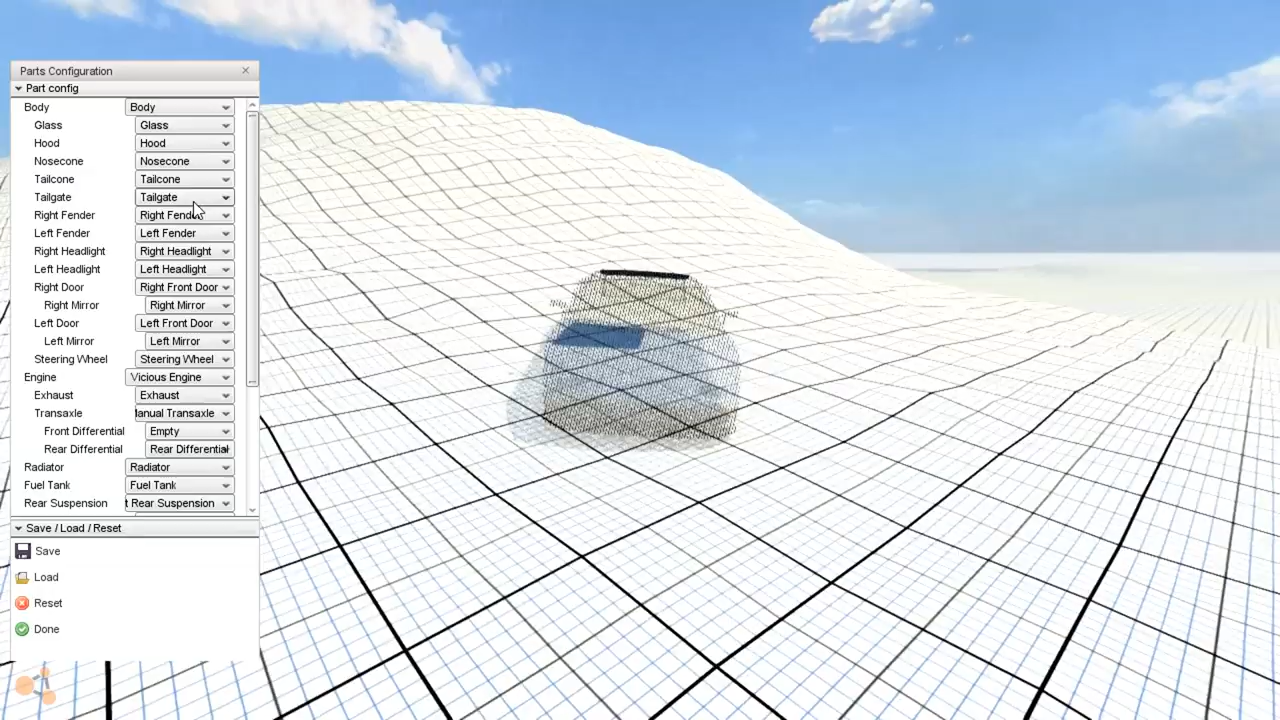 Parts Configuration
Part config
Body Body
Glass Glass
Hood Hood
Nosecone Nosecone
Tailcone Tailcone
Tailgate Tailgate
Right Fender Right Fender
Left Fender Left Fender
Right Headlight Right Headlight
Left Headlight Left Headlight
Right Door Right Front Door
Right Mirror Right Mirror
Left Door Left Front Door
Left Mirror Left Mirror
Steering Wheel Steering Wheel
Engine Vicious Engine
Exhaust Exhaust
Transaxle Manual Transaxle
Front Differential Empty
Rear Differential Rear Differential
Radiator Radiator
Fuel Tank Fuel Tank
Rear Suspension t Rear Suspension
Save / Load / Reset
Save
Load
Reset
Done